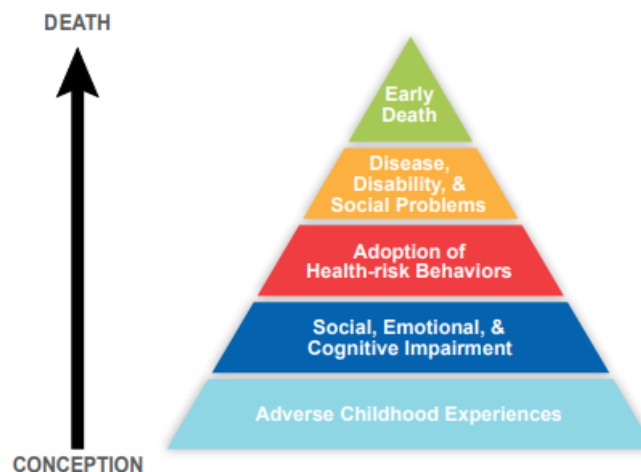 DEATH
Early
Death
Disease,
Disability, &
Social Problems
Adoption of
Health-risk Behaviors
Social, Emotional, &
Cognitive Impairment
Adverse Childhood Experiences
CONCEPTION